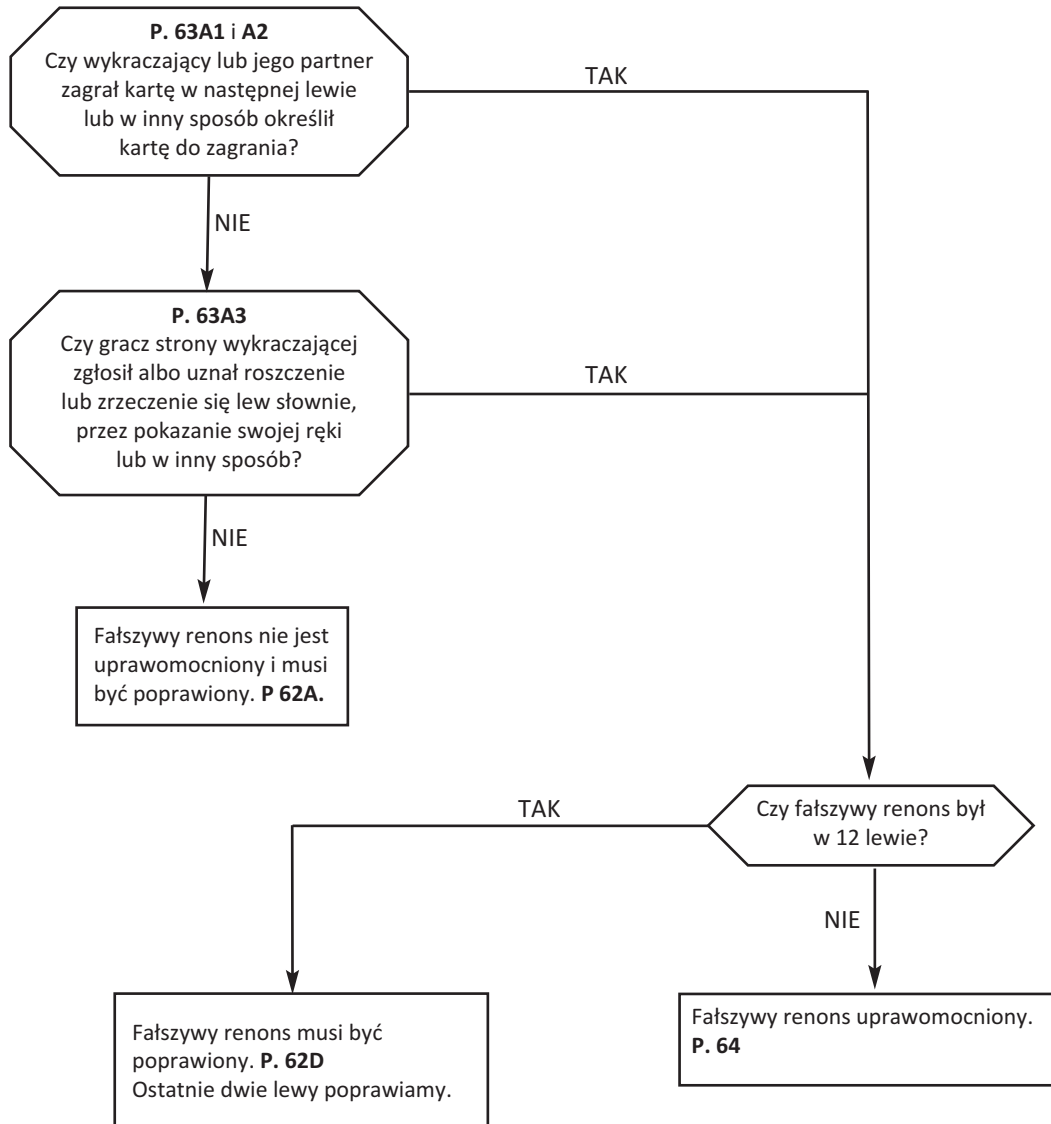 P. 63A1 i A2
Czy wykraczający lub jego partner
zagrał kartę w następnej lewie
lub w inny sposób określił
kartę do zagrania?
TAK
NIE
P. 63A3
Czy gracz strony wykraczającej
zgłosił albo uznał roszczenie
lub zrzeczenie się lew słownie,
przez pokazanie swojej ręki
lub w inny sposób?
TAK
NIE
Fałszywy renons nie jest
uprawomocniony i musi
być poprawiony. P 62A.
Czy fałszywy renons był
w 12 lewie?
TAK
NIE
Fałszywy renons musi być
poprawiony. P. 62D
Ostatnie dwie lewy poprawiamy.
Fałszywy renons uprawomocniony.
P. 64